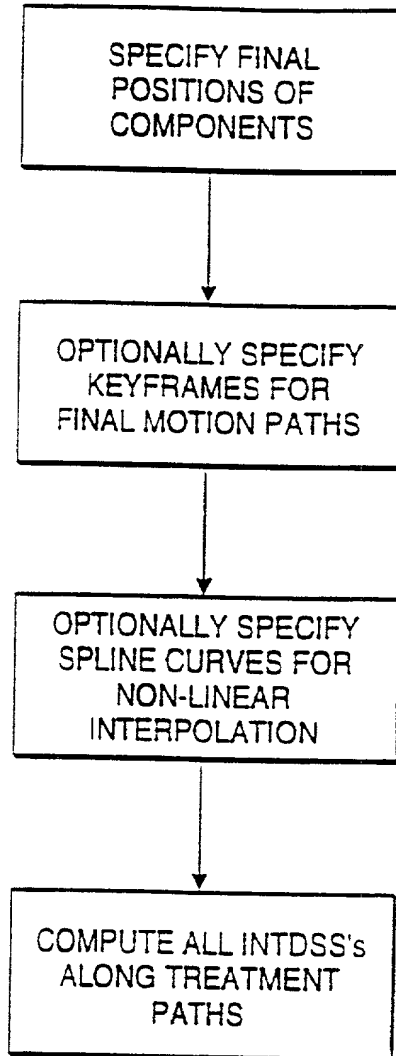 SPECIFY FINAL
POSITIONS OF
COMPONENTS
OPTIONALLY SPECIFY
KEYFRAMES FOR
FINAL MOTION PATHS
OPTIONALLY SPECIFY
SPLINE CURVES FOR
NON-LINEAR
INTERPOLATION
COMPUTE ALL INTDSS's
ALONG TREATMENT
PATHS